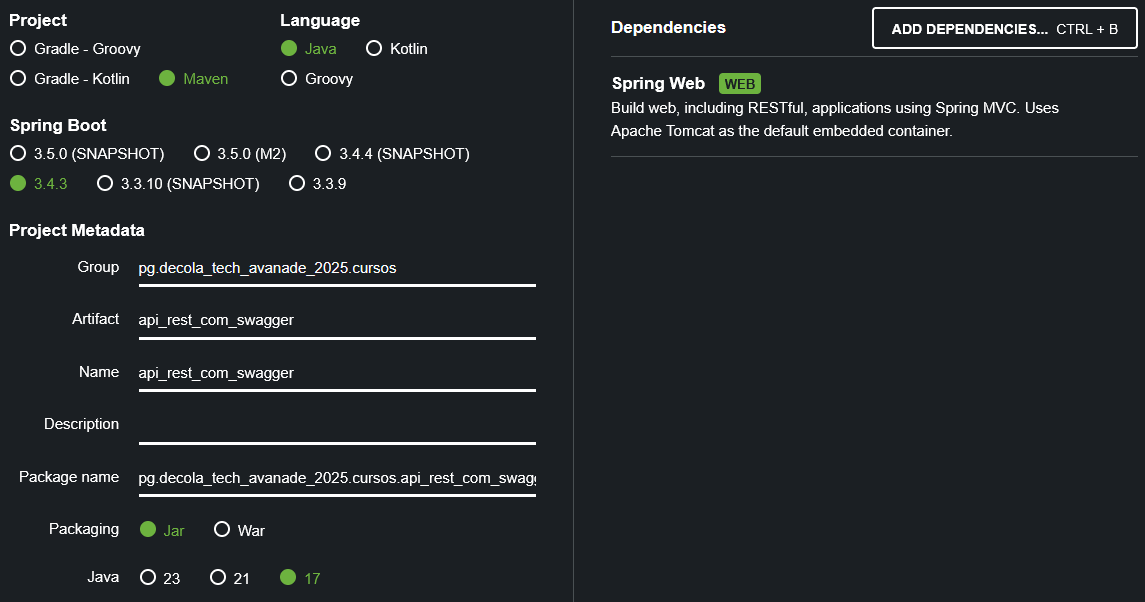 Project
Gradle - Groovy
Gradle - Kotlin
Maven
Language
Java
Kotlin
Groovy
Spring Boot
3.5.0 (SNAPSHOT)
3.5.0 (M2)
3.4.4 (SNAPSHOT)
3.4.3
3.3.10 (SNAPSHOT)
3.3.9
Project Metadata
Group pg.decola_tech_avanade_2025.cursos
Artifact api_rest_com_swagger
Name api_rest_com_swagger
Description
Package name pg.decola_tech_avanade_2025.cursos.api_rest_com_swagg
Packaging Jar War
Java 23 21 17
Dependencies
ADD DEPENDENCIES... CTRL + B
Spring Web WEB
Build web, including RESTful, applications using Spring MVC. Uses
Apache Tomcat as the default embedded container.